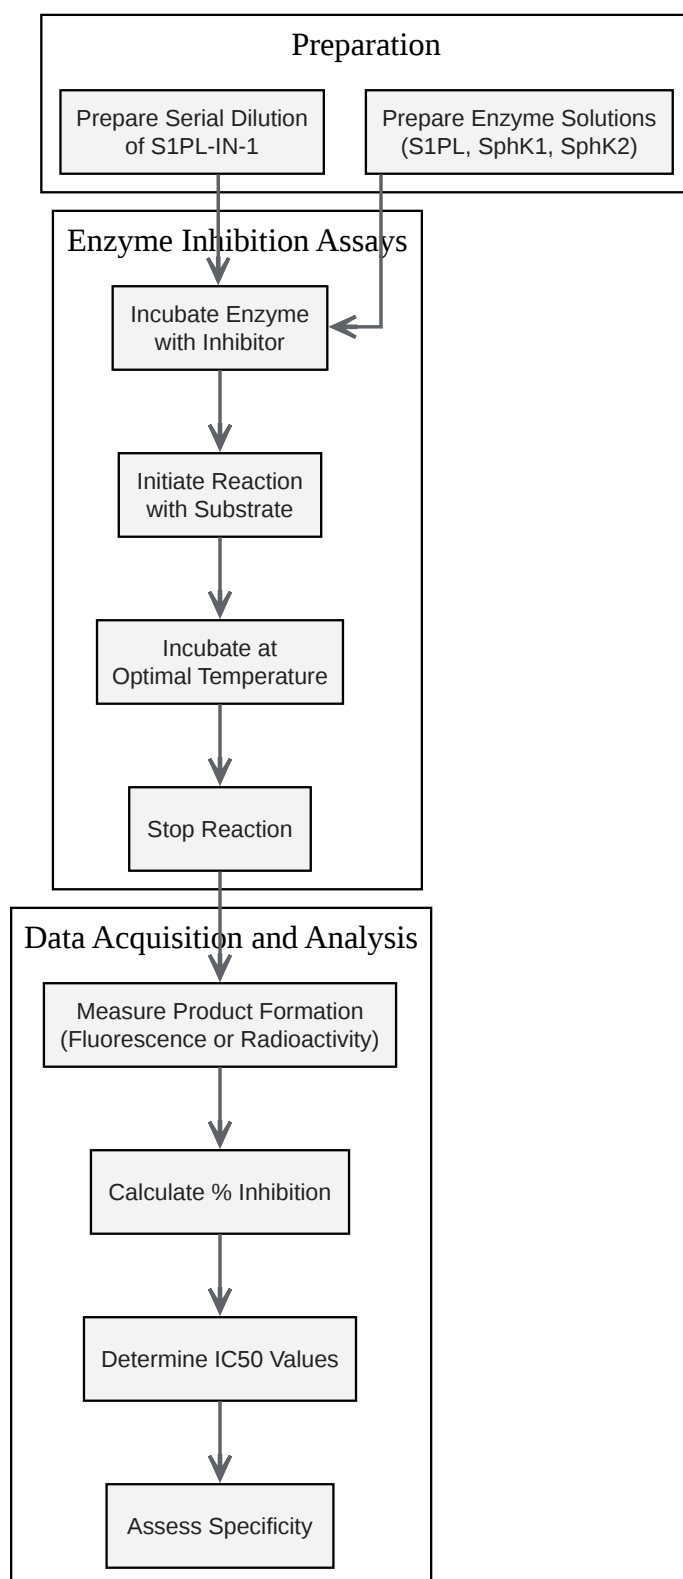 Preparation
Prepare Serial Dilution
of S1PL-IN-1
Prepare Enzyme Solutions
(S1PL, SphK1, SphK2)
Enzyme Inhibition Assays
Incubate Enzyme
with Inhibitor
Initiate Reaction
with Substrate
Incubate at
Optimal Temperature
Stop Reaction
Data Acquisition and Analysis
Measure Product Formation
(Fluorescence or Radioactivity)
Calculate % Inhibition
Determine IC50 Values
Assess Specificity